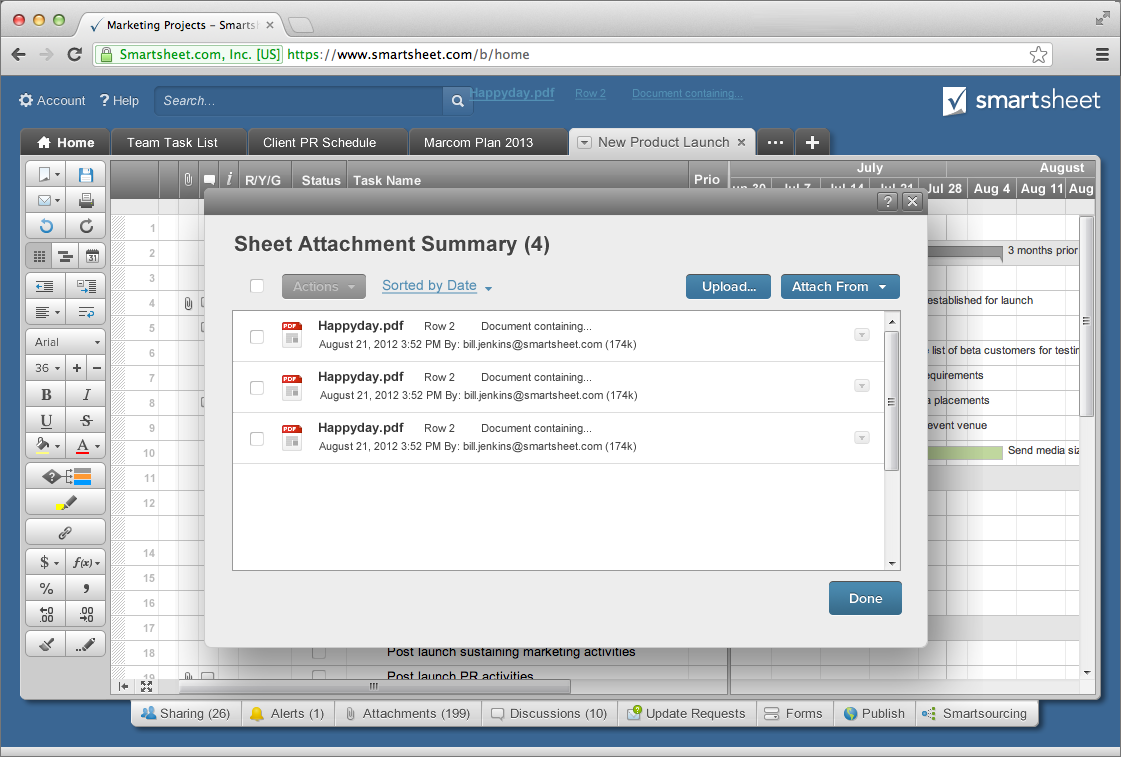 Marketing Projects – Smarts
Smartsheet.com, Inc. [US] https://www.smartsheet.com/b/home
Account ? Help Search... Happyday.pdf Row 2 Document containing... smartsheet
Home Team Task List Client PR Schedule Marcom Plan 2013 New Product Launch × ••• +
July August
i R/Y/G Status Task Name Prio
un 30 Jul 7 Jul 14 Jul 21 Jul 28 Aug 4 Aug 11 Aug
? ×
Sheet Attachment Summary (4)
Actions Sorted by Date Upload... Attach From
Happyday.pdf Row 2 Document containing...
PDF
August 21, 2012 3:52 PM By: bill.jenkins@smartsheet.com (174k)
Happyday.pdf Row 2 Document containing...
PDF
August 21, 2012 3:52 PM By: bill.jenkins@smartsheet.com (174k)
Happyday.pdf Row 2 Document containing...
PDF
August 21, 2012 3:52 PM By: bill.jenkins@smartsheet.com (174k)
Done
1
2
3
4
5
6
7
8
9
10
11
12
14
15
16
17
18
19
3 months prior
established for launch
list of beta customers for testin
equirements
a placements
event venue
Send media siz
Post launch sustaining marketing activities
Post launch PR activities
31
Arial
36 + −
B I
U S
A
?
$ f(x)
% ,
.00 .00
Sharing (26) Alerts (1) Attachments (199) Discussions (10) Update Requests Forms Publish Smartsourcing